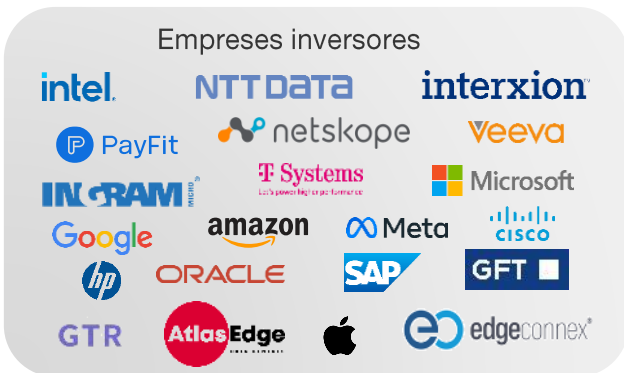 Empreses inversores
intel.
NTT DATA
interxion™
PayFit
netskope
veeva
INGRAM MICRO
T Systems
Let's power higher performance
Microsoft
Google
amazon
Meta
CISCO
hp
ORACLE
SAP
GFT
GTR
AtlasEdge
edgeconnex®